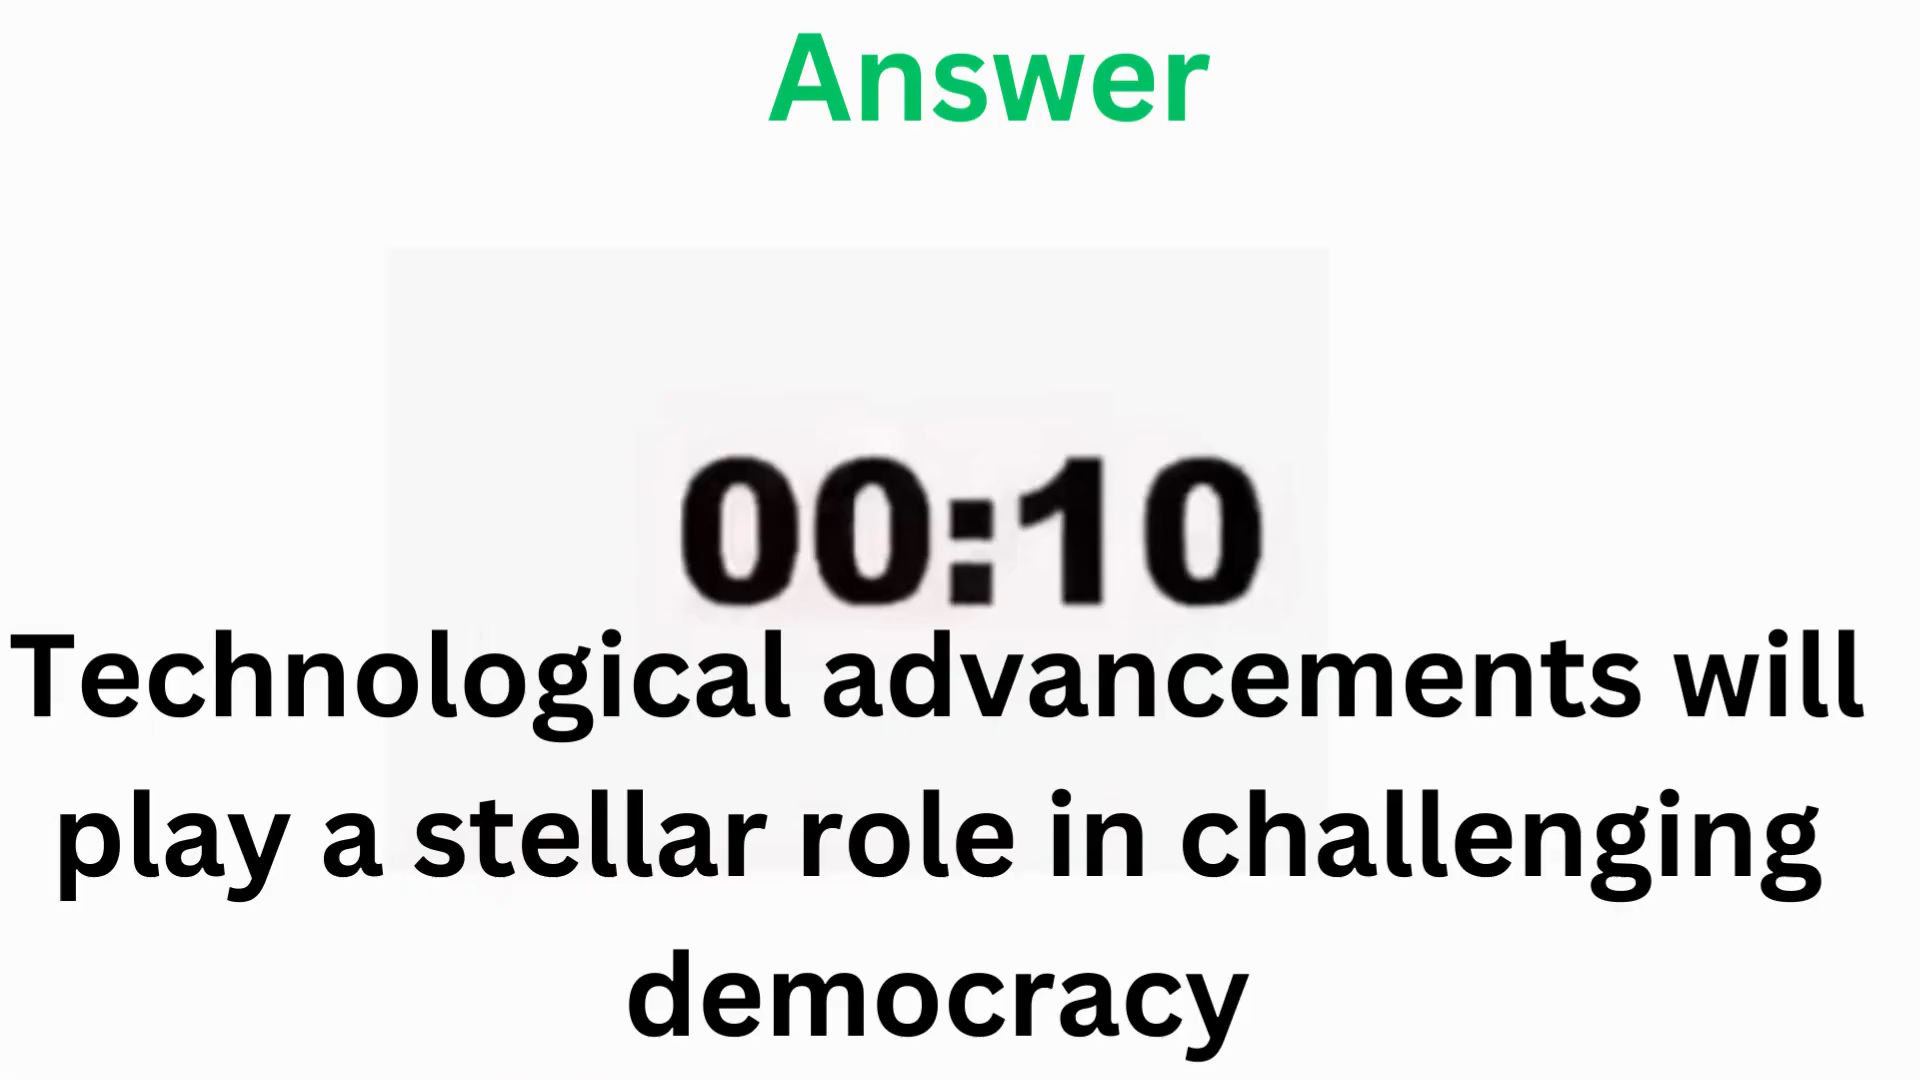 Answer
00:10
Technological advancements will
play a stellar role in challenging
democracy